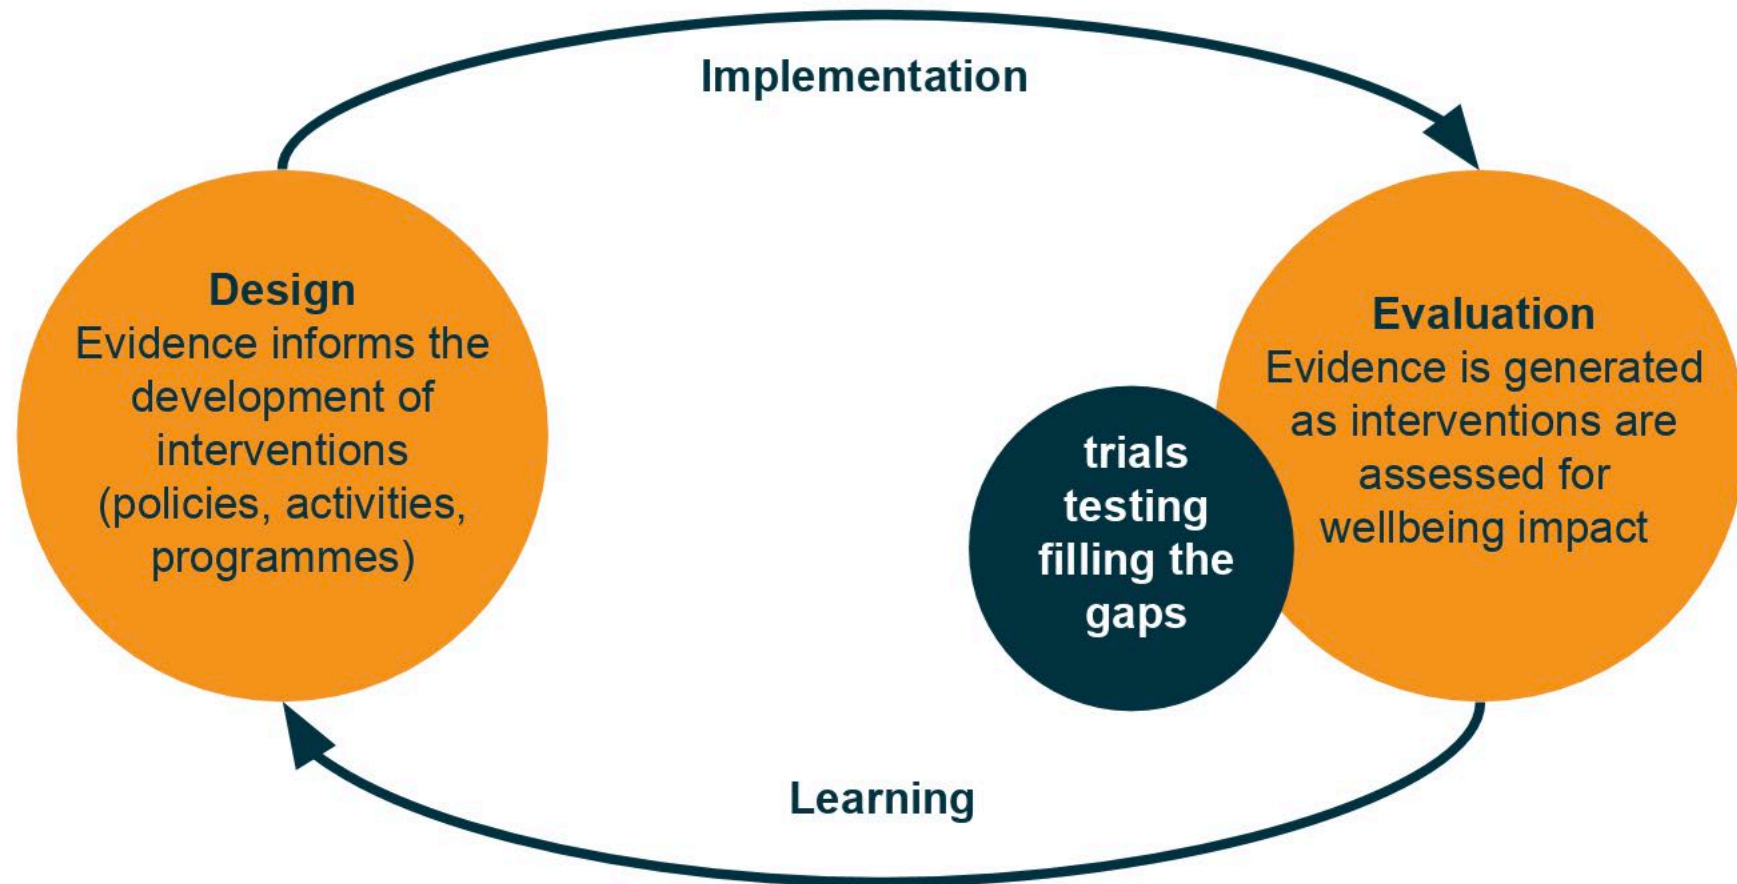 Implementation
Design
Evidence informs the
development of
interventions
(policies, activities,
programmes)
Evaluation
Evidence is generated
as interventions are
assessed for
wellbeing impact
trials
testing
filling the
gaps
Learning